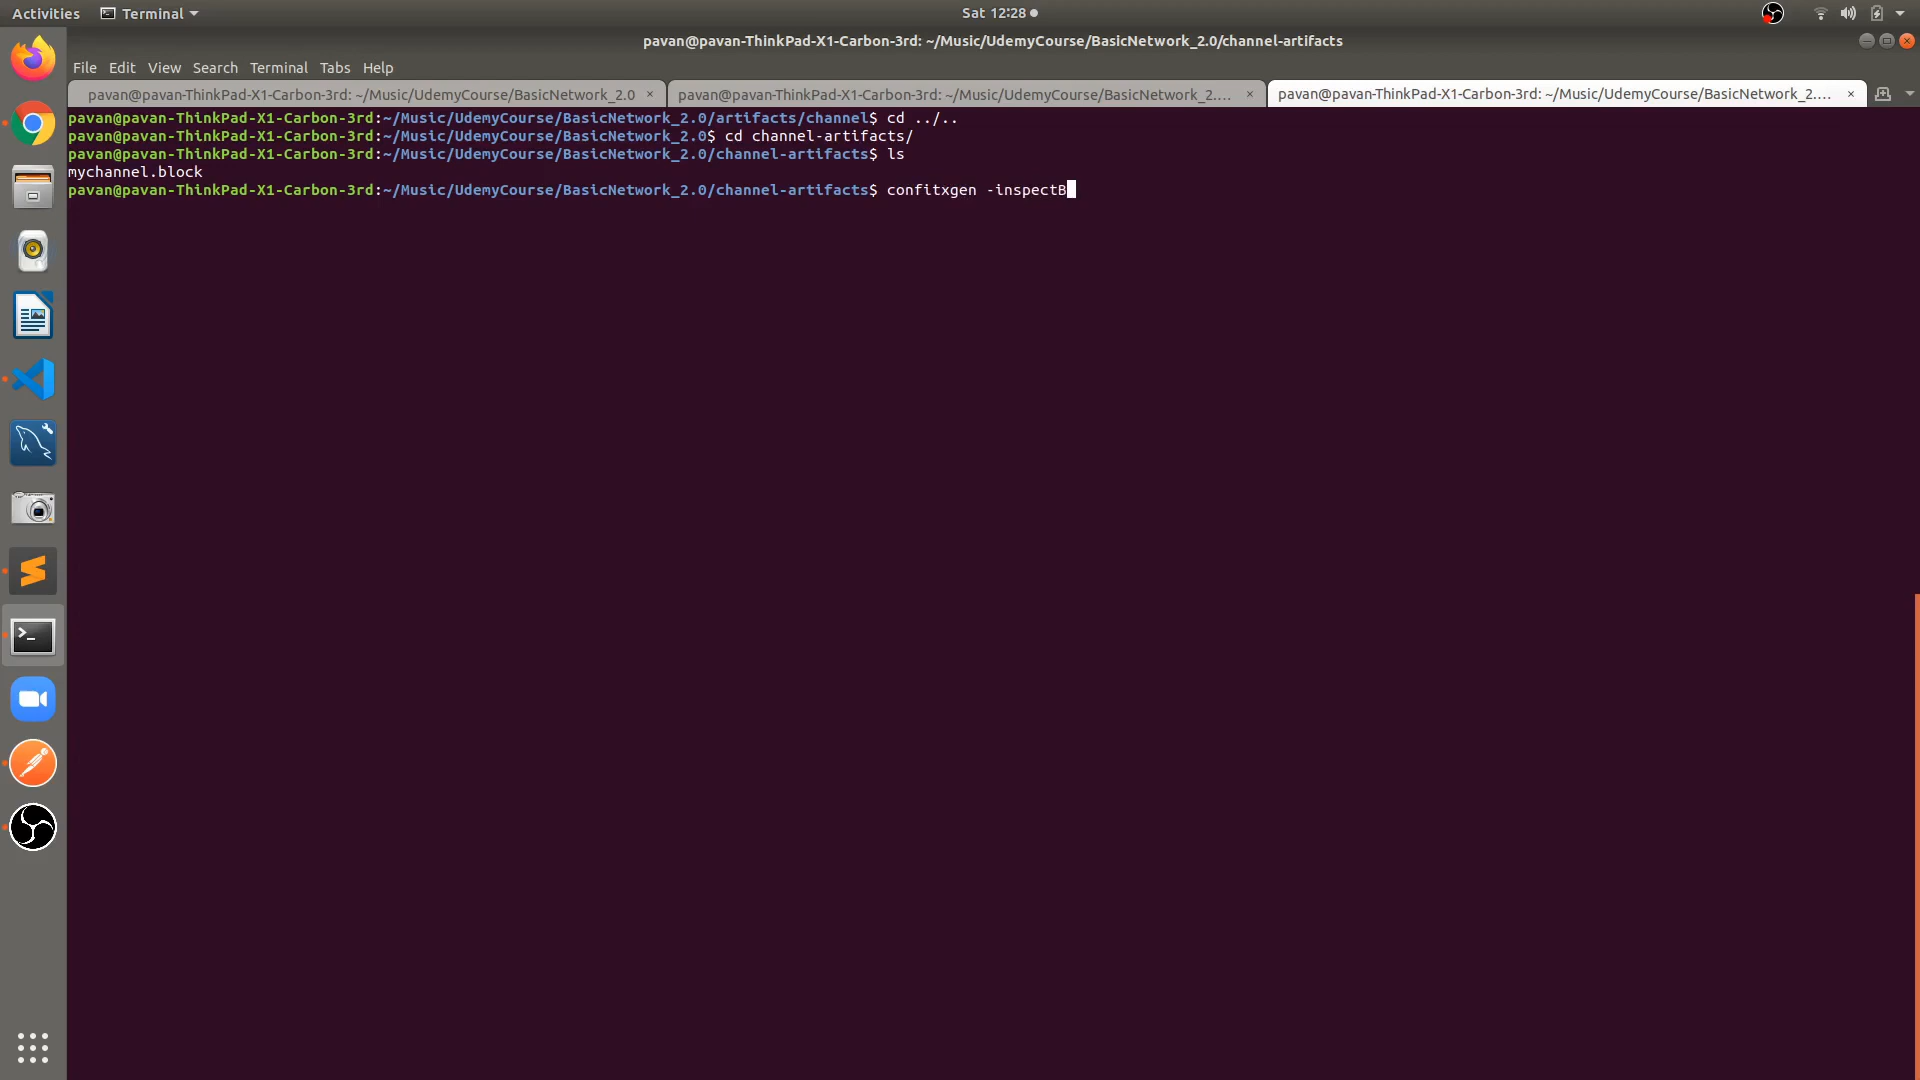 Activities Terminal Sat 12:28
pavan@pavan-ThinkPad-X1-Carbon-3rd: ~/Music/UdemyCourse/BasicNetwork_2.0/channel-artifacts
File Edit View Search Terminal Tabs Help
pavan@pavan-ThinkPad-X1-Carbon-3rd: ~/Music/UdemyCourse/BasicNetwork_2.0 × pavan@pavan-ThinkPad-X1-Carbon-3rd: ~/Music/UdemyCourse/BasicNetwork_2.... × pavan@pavan-ThinkPad-X1-Carbon-3rd: ~/Music/UdemyCourse/BasicNetwork_2.... ×
pavan@pavan-ThinkPad-X1-Carbon-3rd:~/Music/UdemyCourse/BasicNetwork_2.0/artifacts/channel$ cd ../..
pavan@pavan-ThinkPad-X1-Carbon-3rd:~/Music/UdemyCourse/BasicNetwork_2.0$ cd channel-artifacts/
pavan@pavan-ThinkPad-X1-Carbon-3rd:~/Music/UdemyCourse/BasicNetwork_2.0/channel-artifacts$ ls
mychannel.block
pavan@pavan-ThinkPad-X1-Carbon-3rd:~/Music/UdemyCourse/BasicNetwork_2.0/channel-artifacts$ confitxgen -inspectB